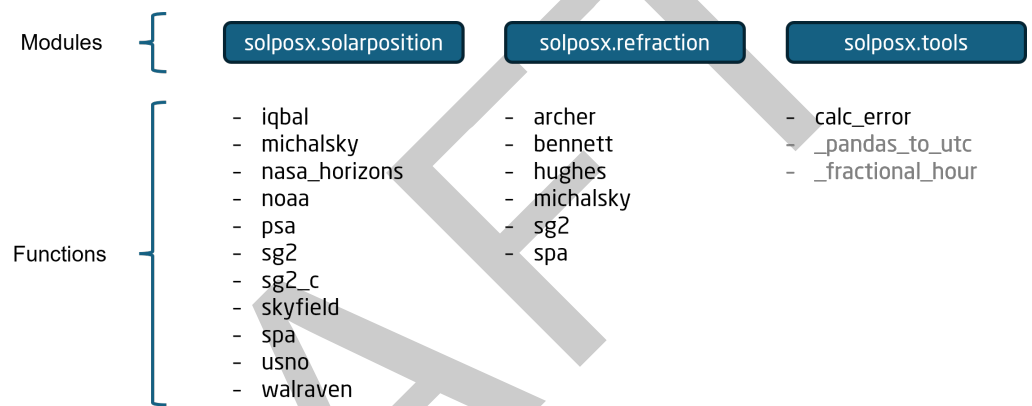 Modules
solposx.solarposition
solposx.refraction
solposx.tools
Functions
- iqbal
- michalsky
- nasa_horizons
- noaa
- psa
- sg2
- sg2_c
- skyfield
- spa
- usno
- walraven
- archer
- bennett
- hughes
- michalsky
- sg2
- spa
- calc_error
- _pandas_to_utc
- _fractional_hour